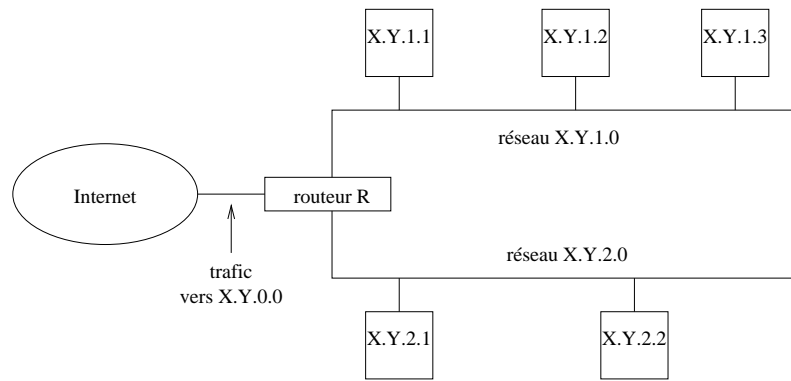 X.Y.1.1
X.Y.1.2
X.Y.1.3
réseau X.Y.1.0
Internet
routeur R
trafic
vers X.Y.0.0
réseau X.Y.2.0
X.Y.2.1
X.Y.2.2